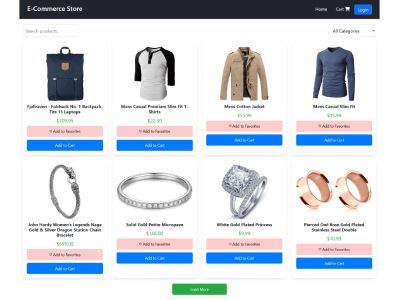 E-Commerce Store
Home
Cart
Login
Search products...
All Categories
Fjallraven - Foldsack No. 1 Backpack,
Fits 15 Laptops
$109.95
Add to Favorites
Add to Cart
Mens Casual Premium Slim Fit T-
Shirts
$22.30
Add to Favorites
Add to Cart
Mens Cotton Jacket
$55.99
Add to Favorites
Add to Cart
Mens Casual Slim Fit
$15.99
Add to Favorites
Add to Cart
John Hardy Women's Legends Naga
Gold & Silver Dragon Station Chain
Bracelet
$695.00
Add to Favorites
Add to Cart
Solid Gold Petite Micropave
$168.00
Add to Favorites
Add to Cart
White Gold Plated Princess
$9.99
Add to Favorites
Add to Cart
Pierced Owl Rose Gold Plated
Stainless Steel Double
$10.99
Add to Favorites
Add to Cart
Load More